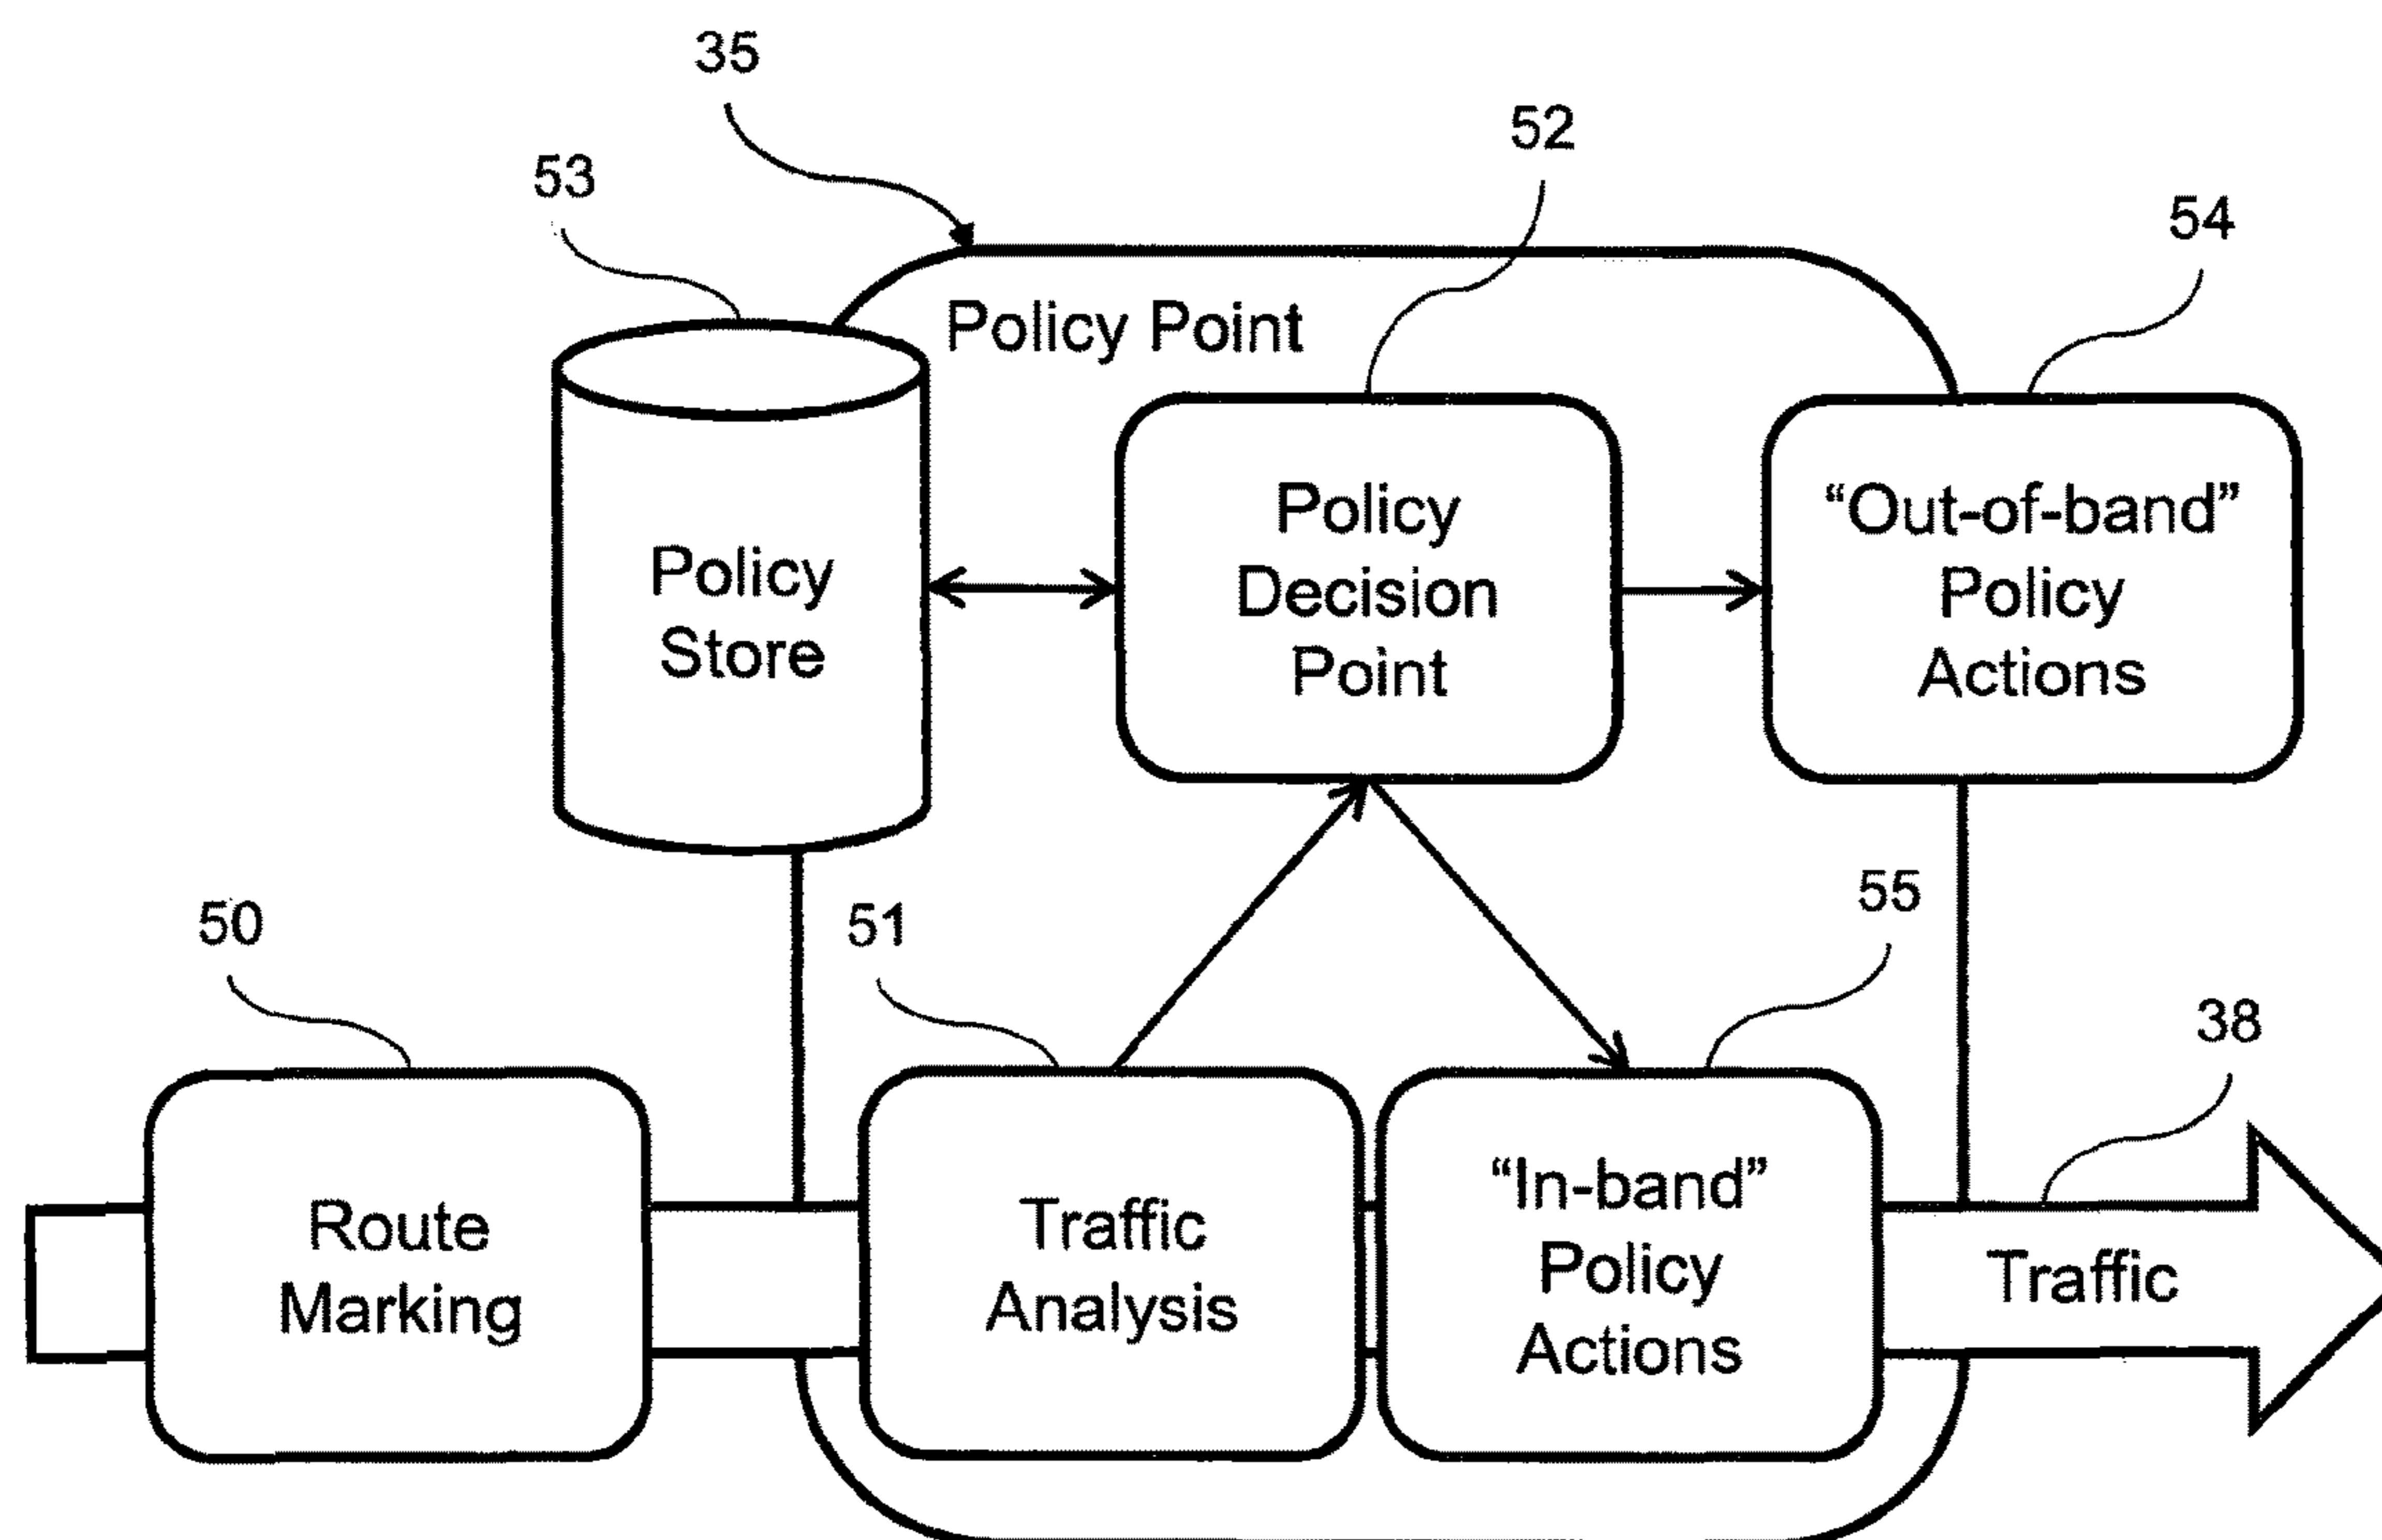 35
52
53
54
Policy Point
Policy
Store
Policy
Decision
Point
“Out-of-band”
Policy
Actions
50
51
55
38
Route
Marking
Traffic
Analysis
“In-band”
Policy
Actions
Traffic